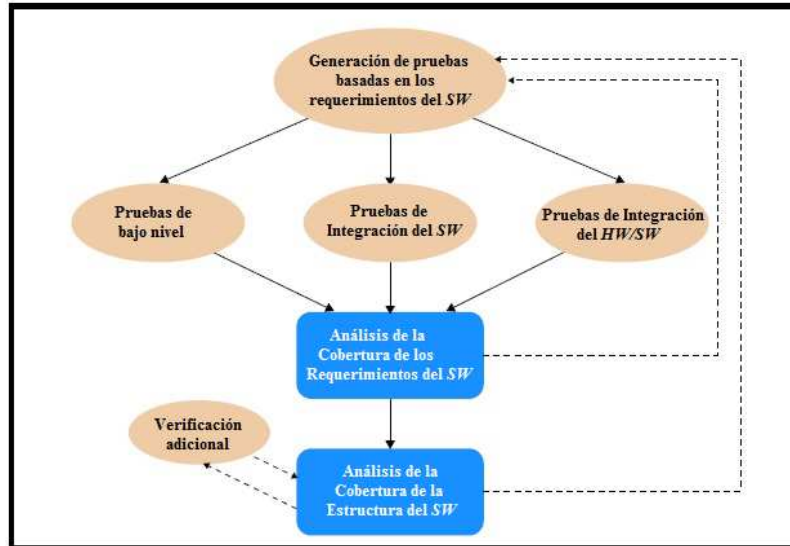 Generación de pruebas
basadas en los
requerimientos del SW
Pruebas de
bajo nivel
Pruebas de
Integración del SW
Pruebas de Integración
del HW/SW
Análisis de la
Cobertura de los
Requerimientos del SW
Verificación
adicional
Análisis de la
Cobertura de la
Estructura del SW